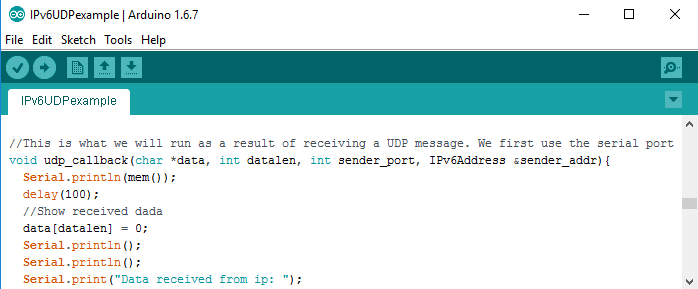 IPv6UDPexample | Arduino 1.6.7
File Edit Sketch Tools Help
IPv6UDPexample
//This is what we will run as a result of receiving a UDP message. We first use the serial port
void udp_callback(char *data, int datalen, int sender_port, IPv6Address &sender_addr){
Serial.println(mem());
delay(100);
//Show received dada
data[datalen] = 0;
Serial.println();
Serial.println();
Serial.print("Data received from ip: ");